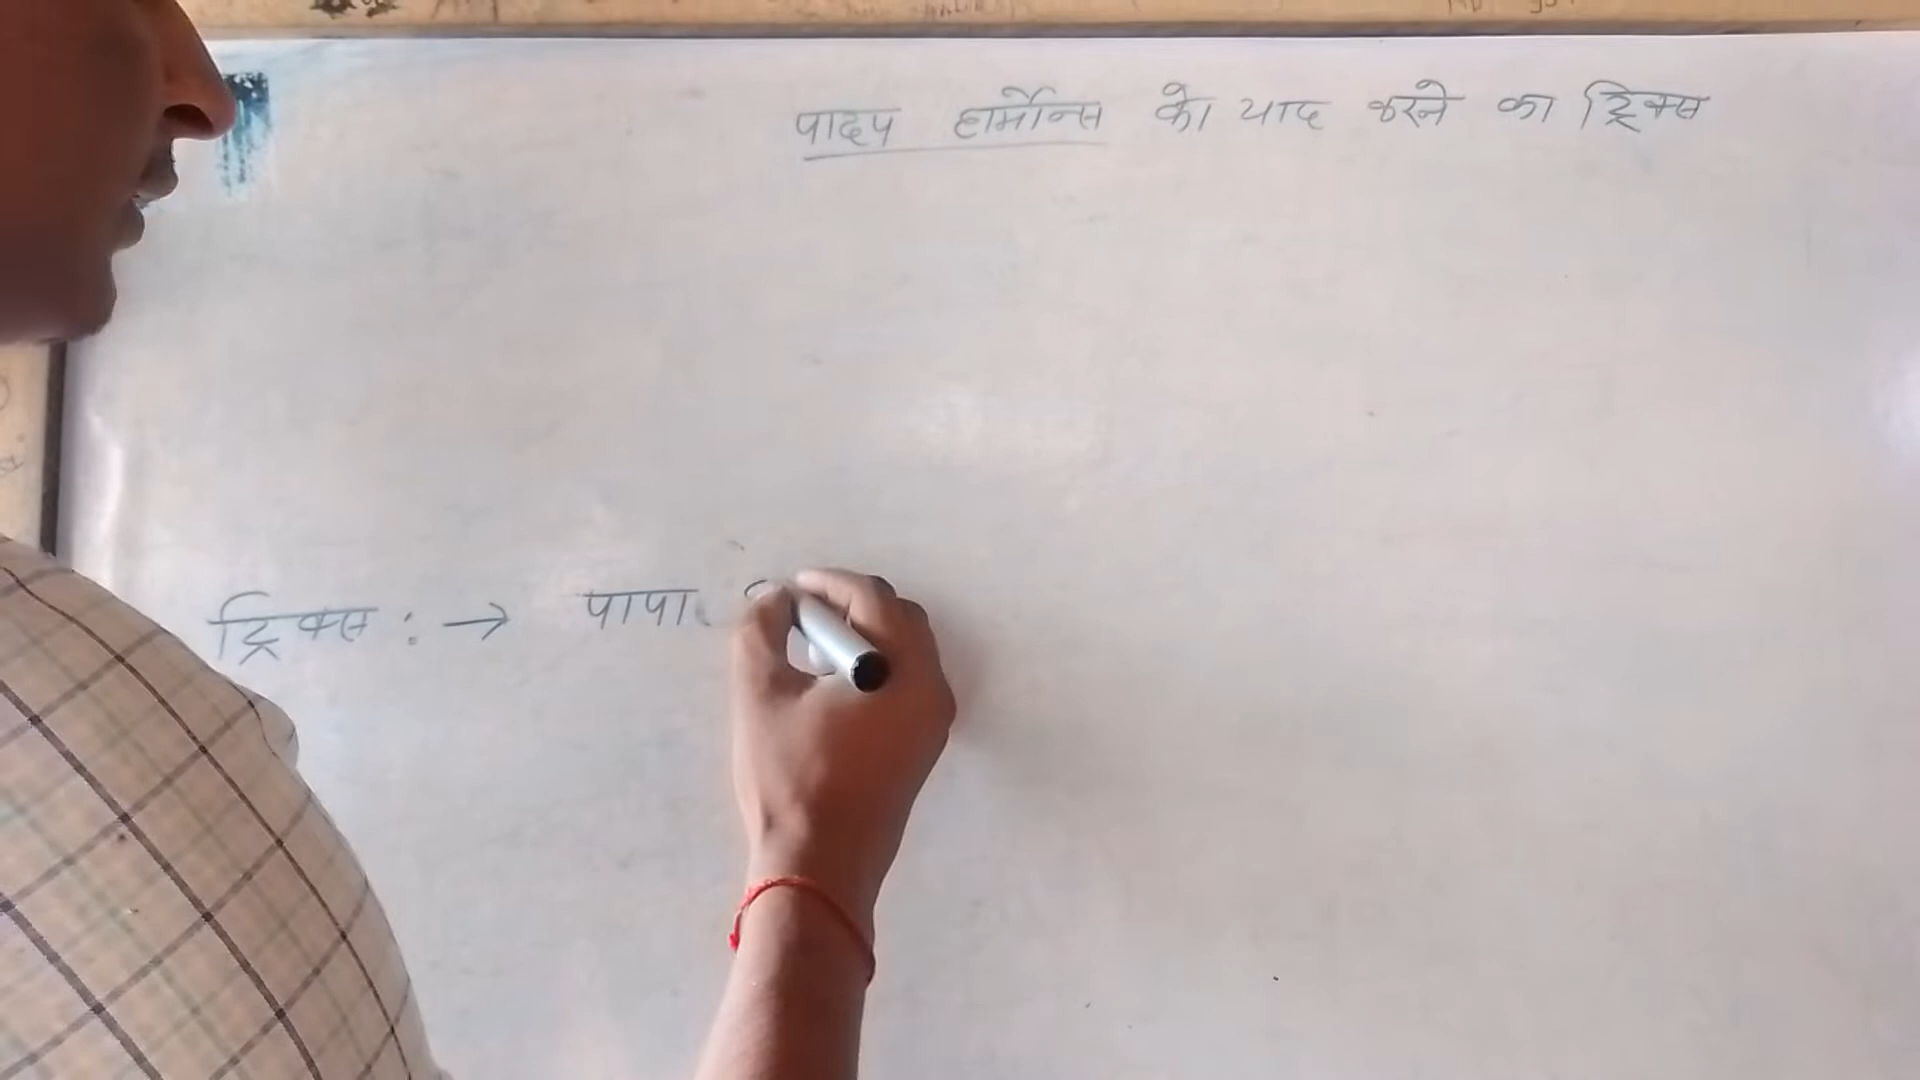 पादप हार्मोन्स को याद करने का ट्रिक्स
ट्रिक्स :→ पापा